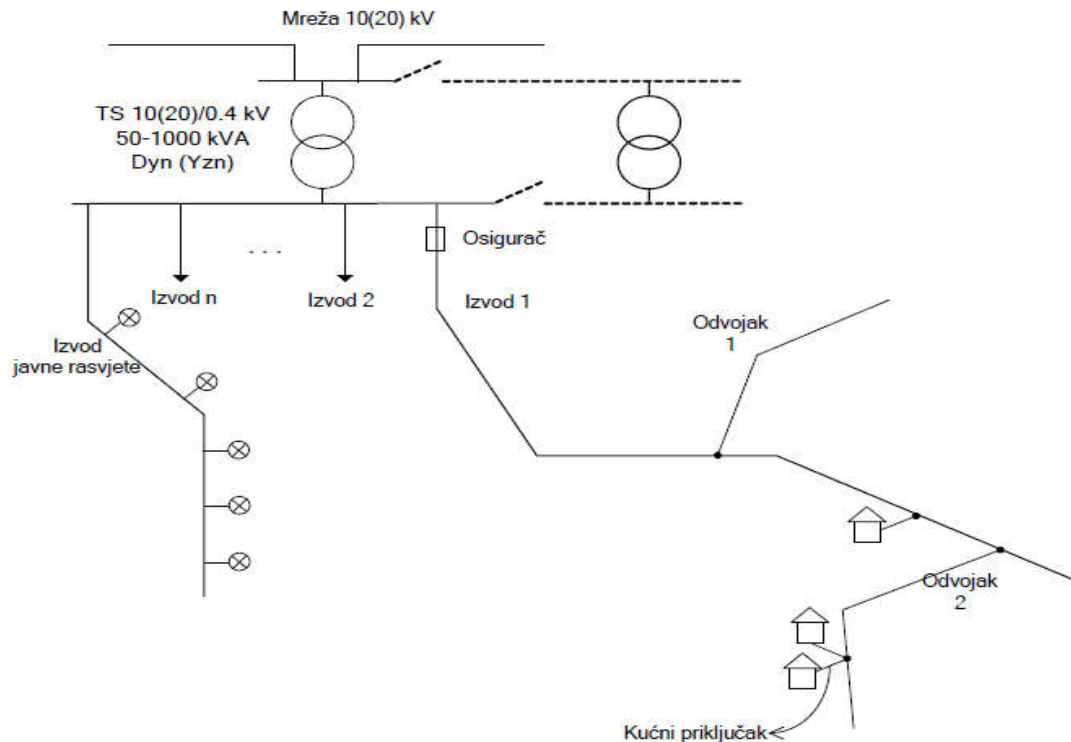 Mreža 10(20) kV
TS 10(20)/0.4 kV
50-1000 kVA
Dyn (Yzn)
Osigurač
. . .
Izvod n
Izvod 2
Izvod 1
Izvod
javne rasvjete
Odvojak
1
Odvojak
2
Kućni priključak